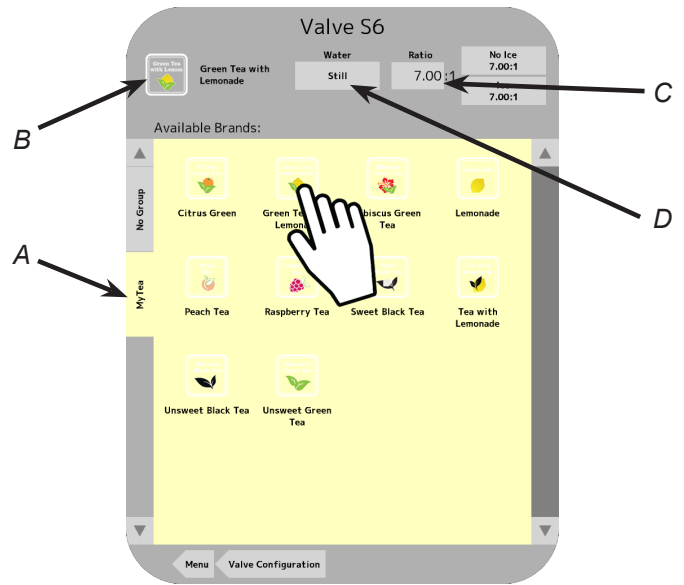 Valve S6
Green Tea
with Lemon
Green Tea with
Lemonade
Water
Still
Ratio
7.00:1
No Ice
7.00:1
7.00:1
B
C
Available Brands:
No Group
Citrus Green
Green Te
Lemona
biscus Green
Tea
Lemonade
D
A
MyTea
Peach Tea
Raspberry Tea
Sweet Black Tea
Tea with
Lemonade
Unsweet Black Tea
Unsweet Green
Tea
Menu
Valve Configuration